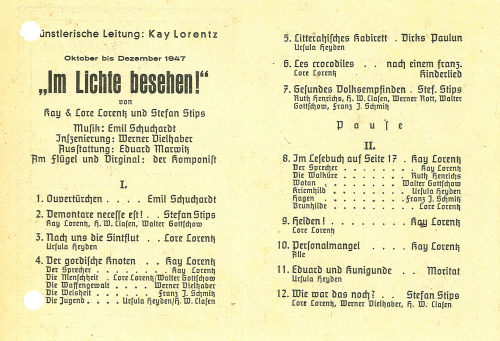 ünstlerische Leitung: Kay Lorentz
Oktober bis Dezember 1947
„Im Lichte besehen!"
von
Kay & Lore Lorentz und Stefan Stips
Musik: Emil Schuchardt
Inszenierung: Werner Vielhaber
Ausstattung: Eduard Marwitz
Am Flügel und Virginal: der Komponist
I.
1. Ouvertürchen . . . Emil Schuchardt
2. Demontare necesse est! . Stefan Stips
Kay Lorentz, H. W. Clasen, Walter Gottschow
3. Nach uns die Sintflut . . Lore Lorentz
Ursula Heyden
4. Der gordische Knoten . . Kay Lorentz
Der Sprecher . . . . . Kay Lorentz
Die Menschheit . Lore Lorentz/Walter Gottschow
Die Waffengewalt . . . . Werner Vielhaber
Die Weisheit . . . . . Franz J. Schmitz
Die Jugend . . . . Ursula Heyden/H. W. Clasen
5. Litterahisches Kabirett . Dirks Paulun
Ursula Heyden
6. Les crocodiles . . nach einem franz.
Lore Lorentz Kinderlied
7. Gesundes Volksempfinden . Stef. Stips
Ruth Henrichs, H. W. Clasen, Werner Rott, Walter
Gottschow, Franz J. Schmitz
Pause
II.
8. Im Lesebuch auf Seite 17 . Kay Lorentz
Der Sprecher . . . . . Kay Lorentz
Die Walküre . . . . . Ruth Henrichs
Wotan . . . . . Walter Gottschow
Kriemhild . . . . . Ursula Heyden
Hagen . . . . . Franz J. Schmitz
Brunhilde . . . . . Lore Lorentz
9. Helden! . . . . . Kay Lorentz
Lore Lorentz
10. Personalmangel . . . Kay Lorentz
Alle
11. Eduard und Kunigunde . . Moritat
Ursula Heyden
12. Wie war das noch? . . Stefan Stips
Lore Lorentz, Werner Vielhaber, H. W. Clasen